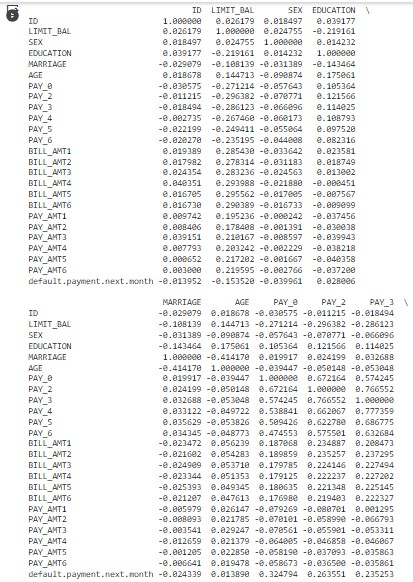 ID LIMIT_BAL SEX EDUCATION \
ID 1.000000 0.026179 0.018497 0.039177
LIMIT_BAL 0.026179 1.000000 0.024755 -0.219161
SEX 0.018497 0.024755 1.000000 0.014232
EDUCATION 0.039177 -0.219161 0.014232 1.000000
MARRIAGE -0.029079 -0.108139 -0.031389 -0.143464
AGE 0.018678 0.144713 -0.090874 0.175061
PAY_0 -0.030575 -0.271214 -0.057643 0.105364
PAY_2 -0.011215 -0.296382 -0.070771 0.121566
PAY_3 -0.018494 -0.286123 -0.066096 0.114025
PAY_4 -0.002735 -0.267460 -0.060173 0.108793
PAY_5 -0.022199 -0.249411 -0.055064 0.097520
PAY_6 -0.020270 -0.235195 -0.044008 0.082316
BILL_AMT1 0.019389 0.285430 -0.033642 0.023581
BILL_AMT2 0.017982 0.278314 -0.031183 0.018749
BILL_AMT3 0.024354 0.283236 -0.024563 0.013002
BILL_AMT4 0.040351 0.293988 -0.021880 -0.000451
BILL_AMT5 0.016705 0.295562 -0.017005 -0.007567
BILL_AMT6 0.016730 0.290389 -0.016733 -0.009099
PAY_AMT1 0.009742 0.195236 -0.000242 -0.037456
PAY_AMT2 0.008406 0.178408 -0.001391 -0.030038
PAY_AMT3 0.039151 0.210167 -0.008597 -0.039943
PAY_AMT4 0.007793 0.203242 -0.002229 -0.038218
PAY_AMT5 0.000652 0.217202 -0.001667 -0.040358
PAY_AMT6 0.003000 0.219595 -0.002766 -0.037200
default.payment.next.month -0.013952 -0.153520 -0.039961 0.028006
MARRIAGE AGE PAY_0 PAY_2 PAY_3 \
ID -0.029079 0.018678 -0.030575 -0.011215 -0.018494
LIMIT_BAL -0.108139 0.144713 -0.271214 -0.296382 -0.286123
SEX -0.031389 -0.090874 -0.057643 -0.070771 -0.066096
EDUCATION -0.143464 0.175061 0.105364 0.121566 0.114025
MARRIAGE 1.000000 -0.414170 0.019917 0.024199 0.032688
AGE -0.414170 1.000000 -0.039447 -0.050148 -0.053048
PAY_0 0.019917 -0.039447 1.000000 0.672164 0.574245
PAY_2 0.024199 -0.050148 0.672164 1.000000 0.766552
PAY_3 0.032688 -0.053048 0.574245 0.766552 1.000000
PAY_4 0.033122 -0.049722 0.538841 0.662067 0.777359
PAY_5 0.035629 -0.053826 0.509426 0.622780 0.686775
PAY_6 0.034345 -0.048773 0.474553 0.575501 0.632684
BILL_AMT1 -0.023472 0.056239 0.187068 0.234887 0.208473
BILL_AMT2 -0.021602 0.054283 0.189859 0.235257 0.237295
BILL_AMT3 -0.024909 0.053710 0.179785 0.224146 0.227494
BILL_AMT4 -0.023344 0.051353 0.179125 0.222237 0.227202
BILL_AMT5 -0.025393 0.049345 0.180635 0.221348 0.225145
BILL_AMT6 -0.021207 0.047613 0.176980 0.219403 0.222327
PAY_AMT1 -0.005979 0.026147 -0.079269 -0.080701 0.001295
PAY_AMT2 -0.008093 0.021785 -0.070101 -0.058990 -0.066793
PAY_AMT3 -0.003541 0.029247 -0.070561 -0.055901 -0.053311
PAY_AMT4 -0.012659 0.021379 -0.064005 -0.046858 -0.046067
PAY_AMT5 -0.001205 0.022850 -0.058190 -0.037093 -0.035863
PAY_AMT6 -0.006641 0.019478 -0.058673 -0.036500 -0.035861
default.payment.next.month -0.024339 0.013890 0.324794 0.263551 0.235253